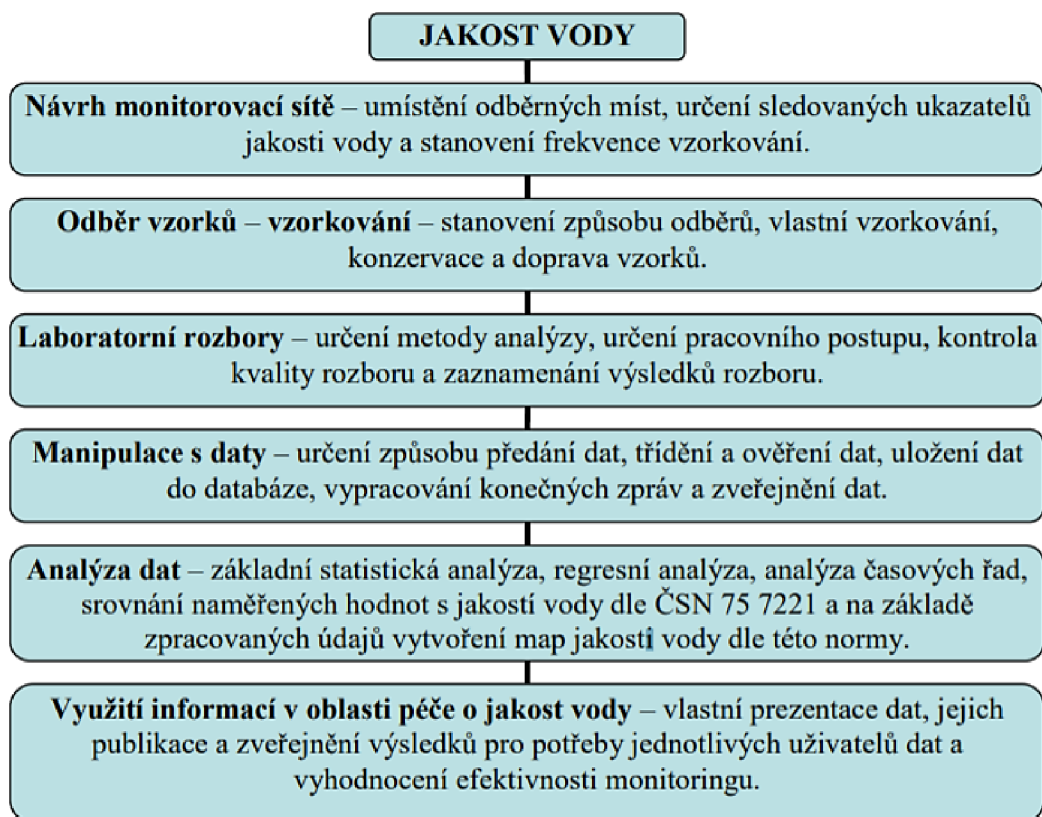 JAKOST VODY
Návrh monitorovací sítě – umístění odběrných míst, určení sledovaných ukazatelů
jakosti vody a stanovení frekvence vzorkování.
Odběr vzorků – vzorkování – stanovení způsobu odběrů, vlastní vzorkování,
konzervace a doprava vzorků.
Laboratorní rozbory – určení metody analýzy, určení pracovního postupu, kontrola
kvality rozboru a zaznamenání výsledků rozboru.
Manipulace s daty – určení způsobu předání dat, třídění a ověření dat, uložení dat
do databáze, vypracování konečných zpráv a zveřejnění dat.
Analýza dat – základní statistická analýza, regresní analýza, analýza časových řad,
srovnání naměřených hodnot s jakostí vody dle ČSN 75 7221 a na základě
zpracovaných údajů vytvoření map jakosti vody dle této normy.
Využití informací v oblasti péče o jakost vody – vlastní prezentace dat, jejich
publikace a zveřejnění výsledků pro potřeby jednotlivých uživatelů dat a
vyhodnocení efektivnosti monitoringu.